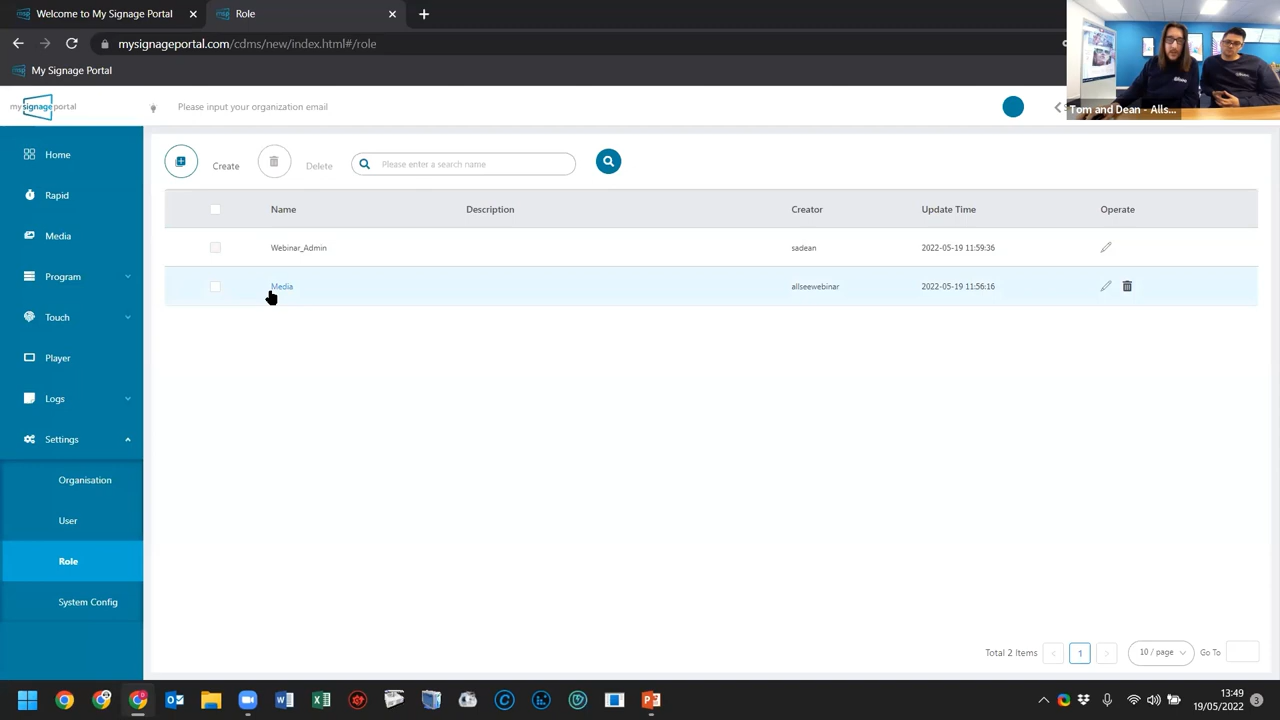 Welcome to My Signage Portal
Role
mysignageportal.com/cdms/new/index.html#/role
My Signage Portal
Tom and Dean - Alls...
my signage portal
Please input your organization email
Home
Rapid
Media
Program
Touch
Player
Logs
Settings
Organisation
User
Role
System Config
Create
Delete
Please enter a search name
Name Description Creator Update Time Operate
Webinar_Admin sadean 2022-05-19 11:59:36
Media allseewebinar 2022-05-19 11:56:16
Total 2 Items < 1 > 10 / page Go To
13:49
19/05/2022
3